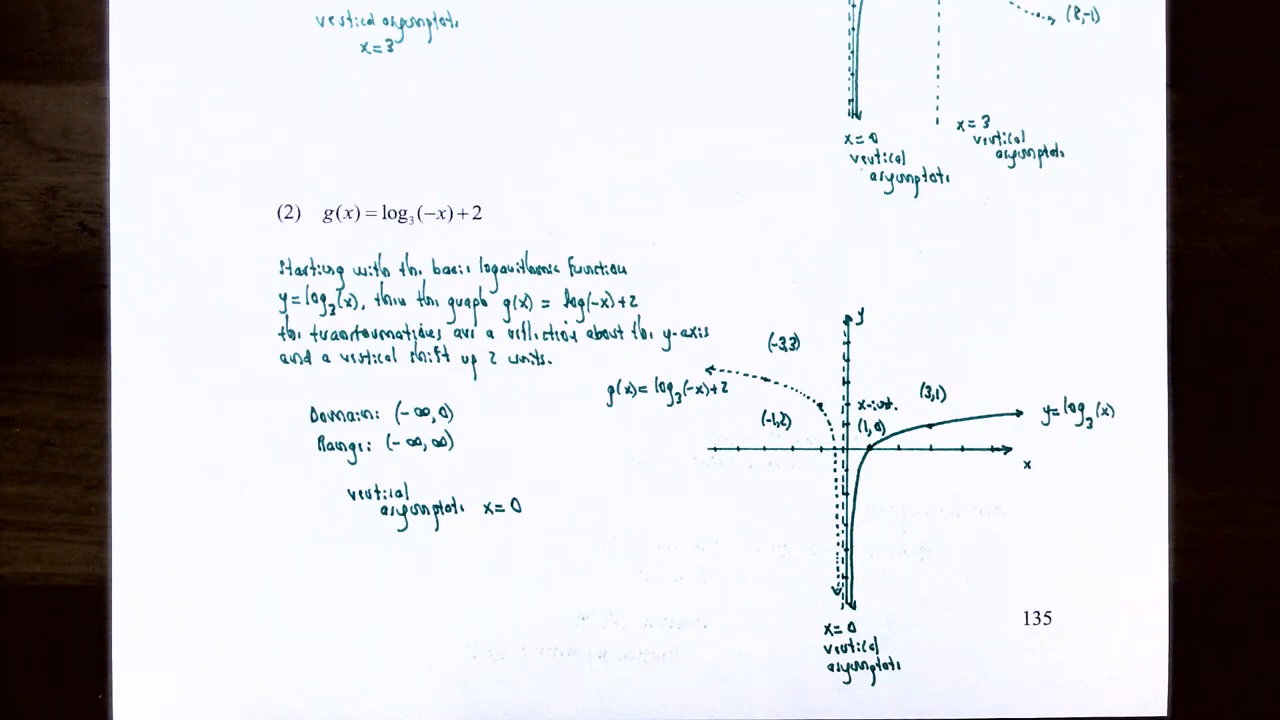 vertical asymptote
x=3
(8,-1)
x=0
vertical
asymptote
x=3
vertical
asymptote
(2) g(x)=log₃(−x)+2
Starting with the basic logarithmic function
y=log₃(x), then the graph g(x) = log(-x)+2
the transformations are a reflection about the y-axis
and a vertical shift up 2 units.
Domain: (-∞,0)
Range: (-∞,∞)
vertical
asymptote x=0
y
(-3,3)
g(x)=log₃(-x)+2
(-1,2)
x-int.
(1,0)
(3,1)
y=log₃(x)
x
x=0
vertical
asymptote
135